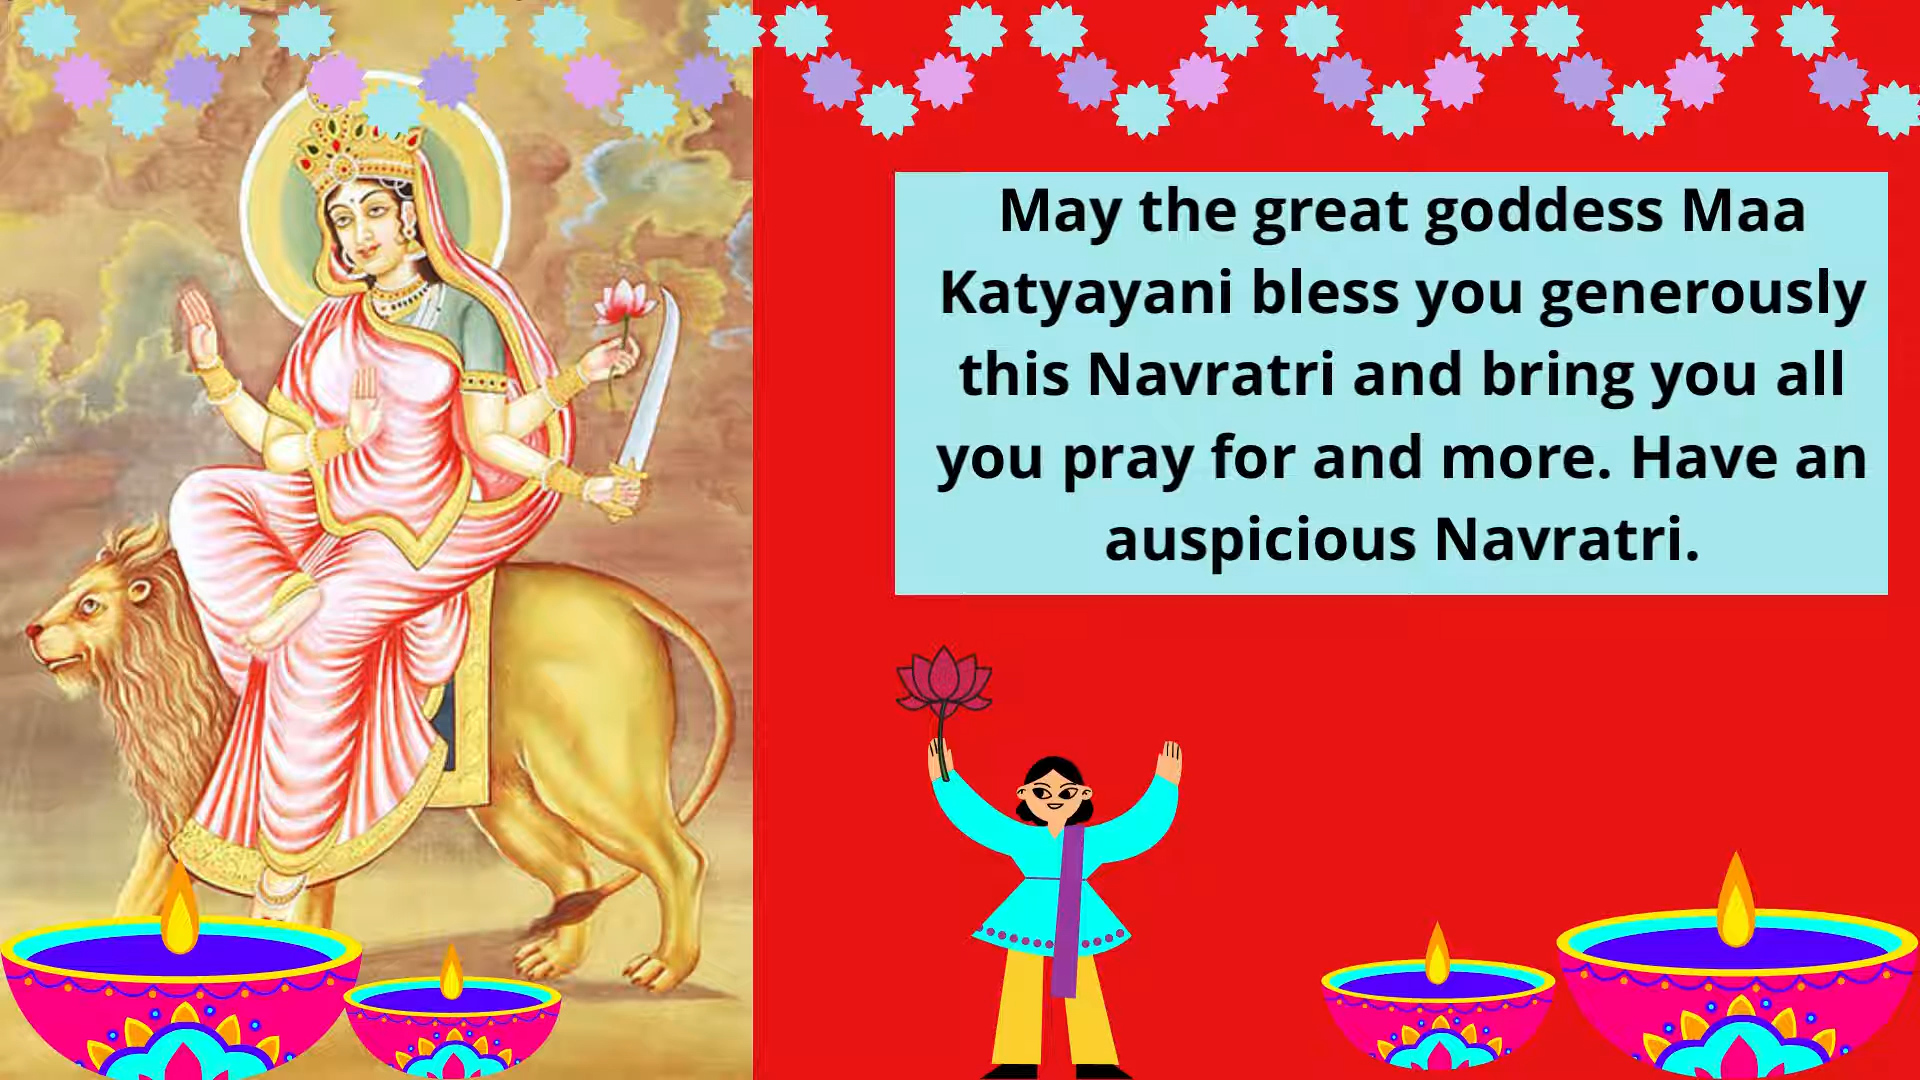 May the great goddess Maa
Katyayani bless you generously
this Navratri and bring you all
you pray for and more. Have an
auspicious Navratri.